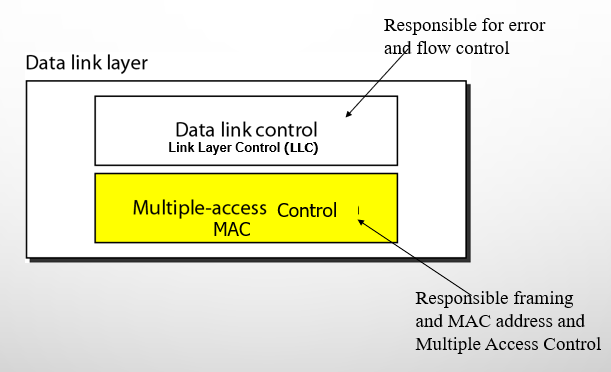 Responsible for error
and flow control
Data link layer
Data link control
Link Layer Control (LLC)
Multiple-access Control
MAC
Responsible framing
and MAC address and
Multiple Access Control